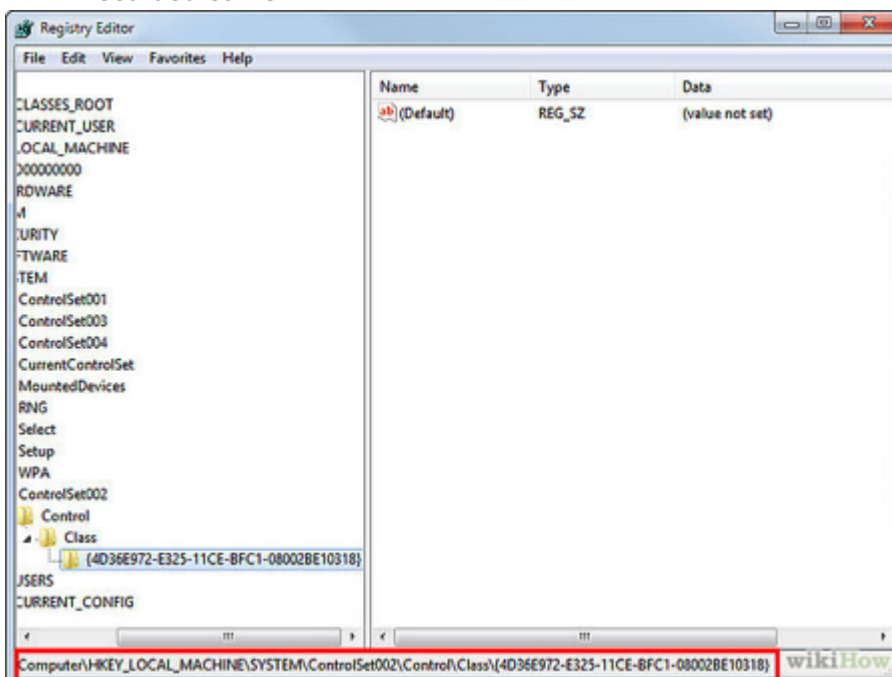 Registry Editor
File Edit View Favorites Help
Name Type Data
CLASSES_ROOT
ab (Default) REG_SZ (value not set)
CURRENT_USER
LOCAL_MACHINE
00000000
RDWARE
M
CURITY
FTWARE
STEM
ControlSet001
ControlSet003
ControlSet004
CurrentControlSet
MountedDevices
RNG
Select
Setup
WPA
ControlSet002
Control
Class
{4D36E972-E325-11CE-BFC1-08002BE10318}
USERS
CURRENT_CONFIG
Computer\HKEY_LOCAL_MACHINE\SYSTEM\ControlSet002\Control\Class\{4D36E972-E325-11CE-BFC1-08002BE10318}
wikiHow